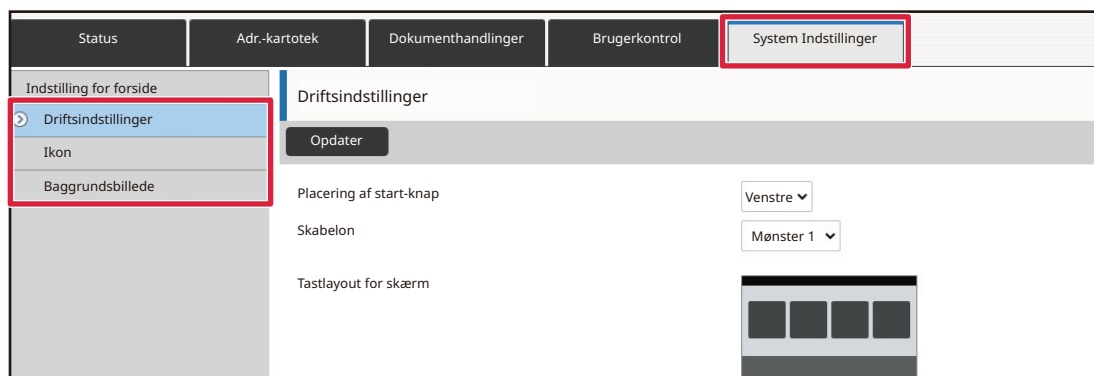 Status
Adr.-kartotek
Dokumenthandlinger
Brugerkontrol
System Indstillinger
Indstilling for forside
Driftsindstillinger
Ikon
Baggrundsbillede
Driftsindstillinger
Opdater
Placering af start-knap
Venstre
Skabelon
Mønster 1
Tastlayout for skærm